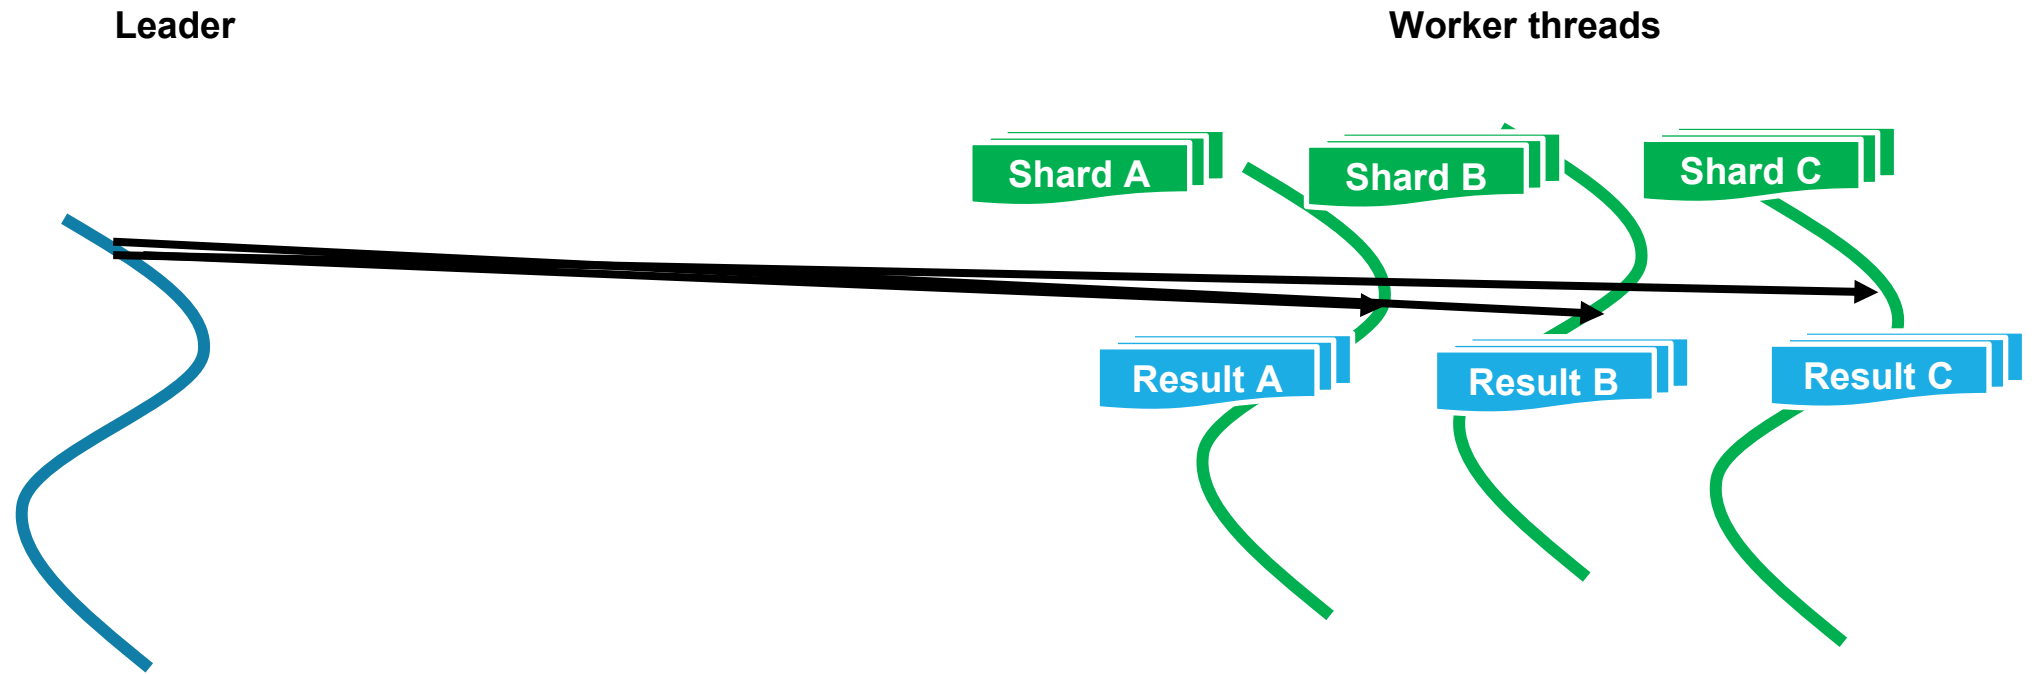 Leader
Worker threads
Shard A
Shard B
Shard C
Result A
Result B
Result C